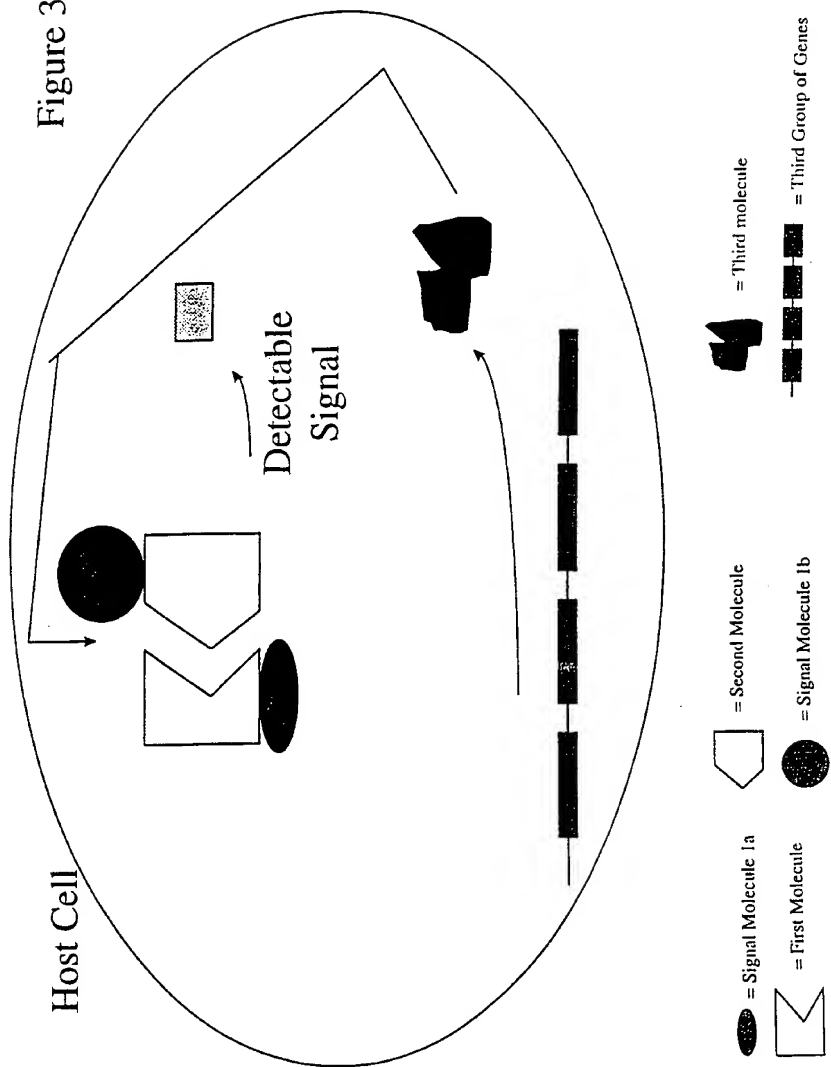 Figure 3
Host Cell
Detectable
Signal
= Signal Molecule 1a
= First Molecule
= Second Molecule
= Signal Molecule 1b
= Third molecule
= Third Group of Genes